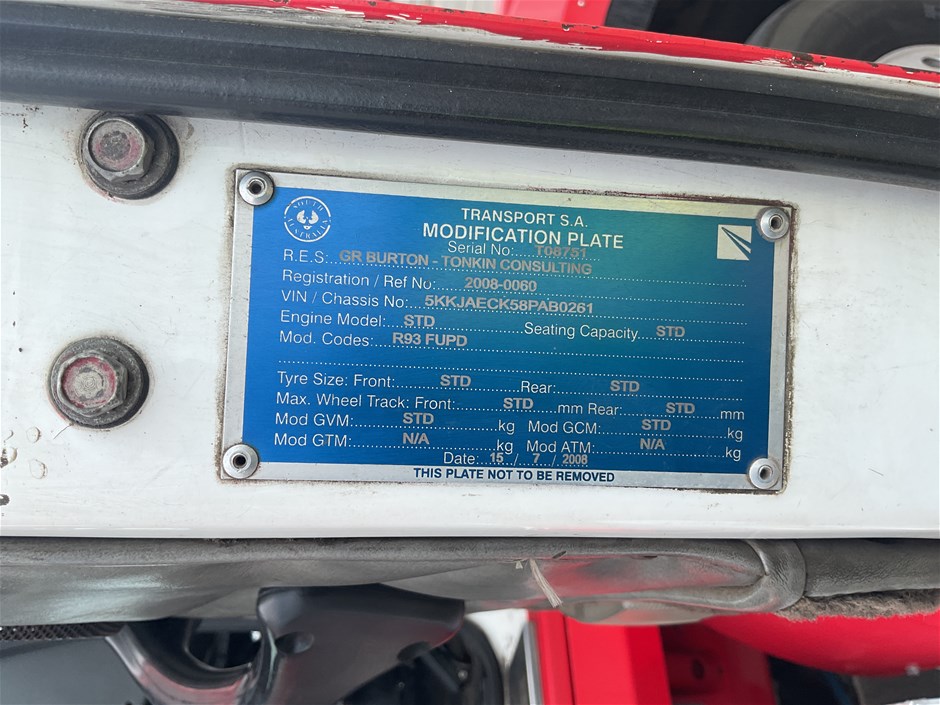 SOUTH AUSTRALIA
TRANSPORT S.A.
MODIFICATION PLATE
Serial No: T08751
R.E.S: GR BURTON - TONKIN CONSULTING
Registration / Ref No: 2008-0060
VIN / Chassis No: 5KKJAECK58PAB0261
Engine Model: STD Seating Capacity STD
Mod. Codes: R93 FUPD
Tyre Size: Front: STD Rear: STD
Max. Wheel Track: Front: STD mm Rear: STD mm
Mod GVM: STD kg Mod GCM: STD kg
Mod GTM: N/A kg Mod ATM: N/A kg
Date: 15 / 7 / 2008
THIS PLATE NOT TO BE REMOVED